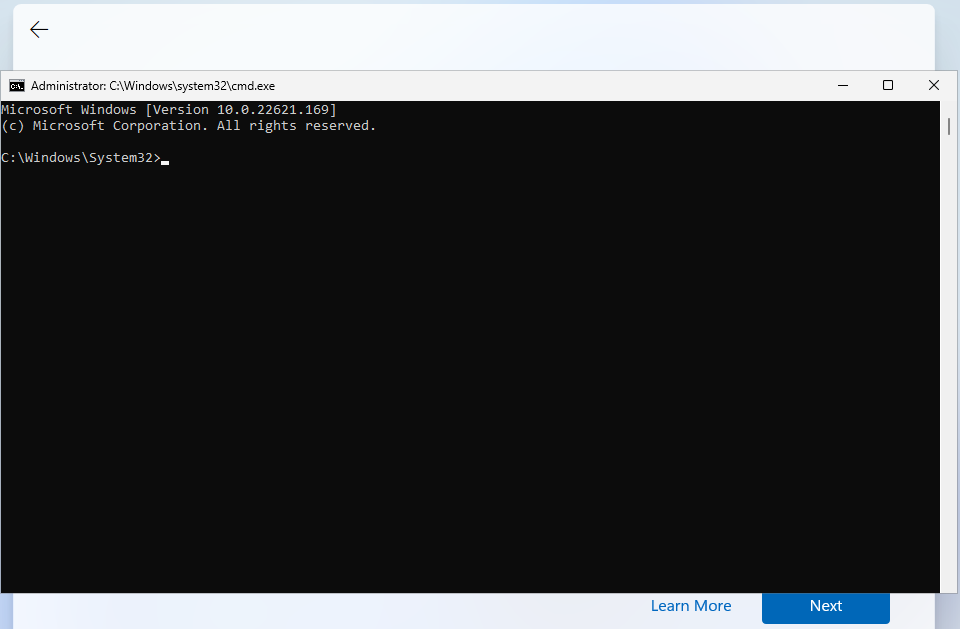 Administrator: C:\Windows\system32\cmd.exe
Microsoft Windows [Version 10.0.22621.169]
(c) Microsoft Corporation. All rights reserved.
C:\Windows\System32>
Learn More
Next